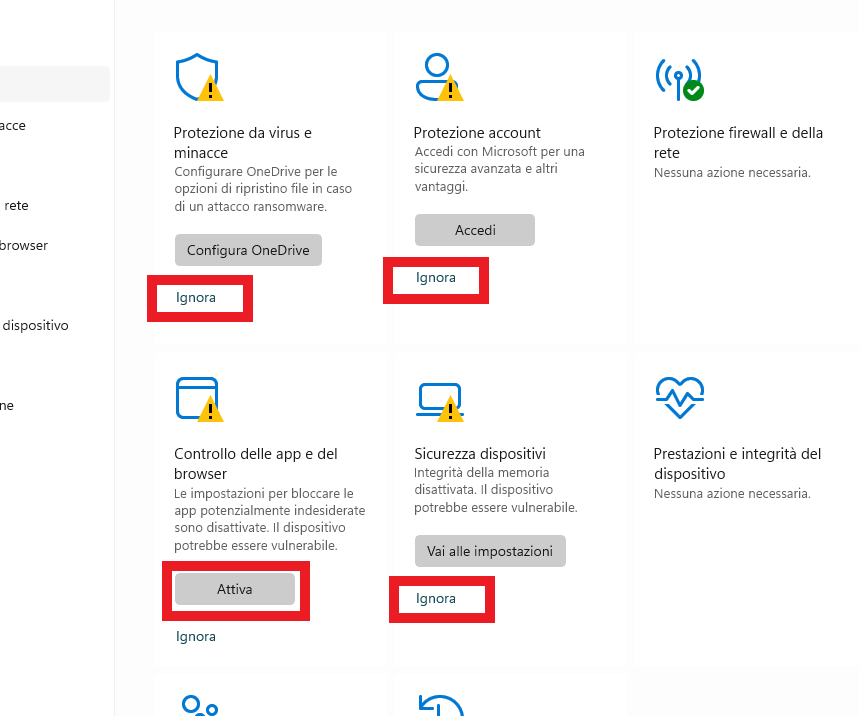 acce
rete
browser
dispositivo
ne
Protezione da virus e
minacce
Configurare OneDrive per le
opzioni di ripristino file in caso
di un attacco ransomware.
Configura OneDrive
Ignora
Protezione account
Accedi con Microsoft per una
sicurezza avanzata e altri
vantaggi.
Accedi
Ignora
Protezione firewall e della
rete
Nessuna azione necessaria.
Controllo delle app e del
browser
Le impostazioni per bloccare le
app potenzialmente indesiderate
sono disattivate. Il dispositivo
potrebbe essere vulnerabile.
Attiva
Ignora
Sicurezza dispositivi
Integrità della memoria
disattivata. Il dispositivo
potrebbe essere vulnerabile.
Vai alle impostazioni
Ignora
Prestazioni e integrità del
dispositivo
Nessuna azione necessaria.